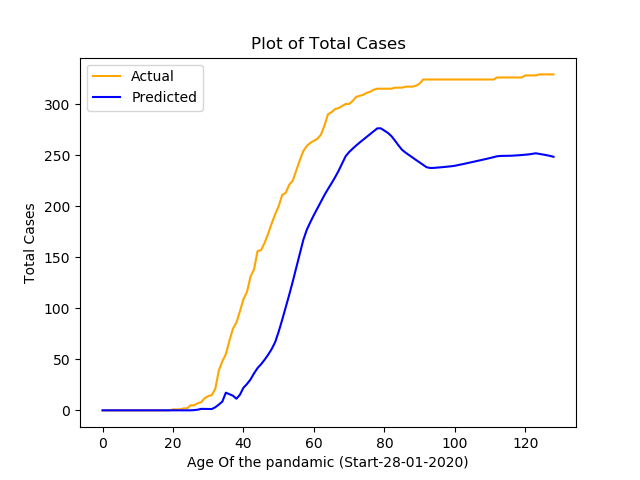 Plot of Total Cases
Actual
Predicted
300
250
200
150
100
50
0
Total Cases
0 20 40 60 80 100 120
Age Of the pandamic (Start-28-01-2020)